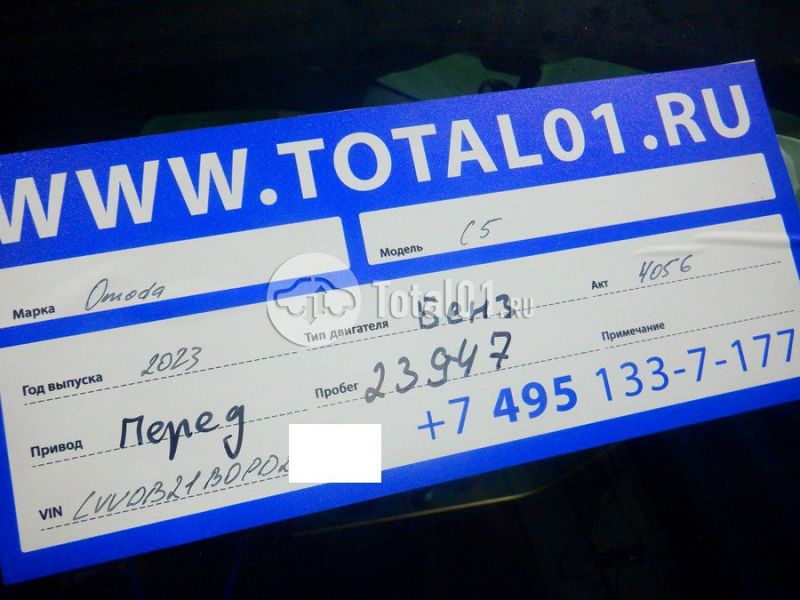 WWW.TOTAL01.RU
Марка Omoda Модель C5
Год выпуска 2023 Тип двигателя Бенз Акт 4056
Привод Перед Пробег 23947 Примечание
+7 495 133-7-177
VIN LVVDB21B0PD2
Total01.RU